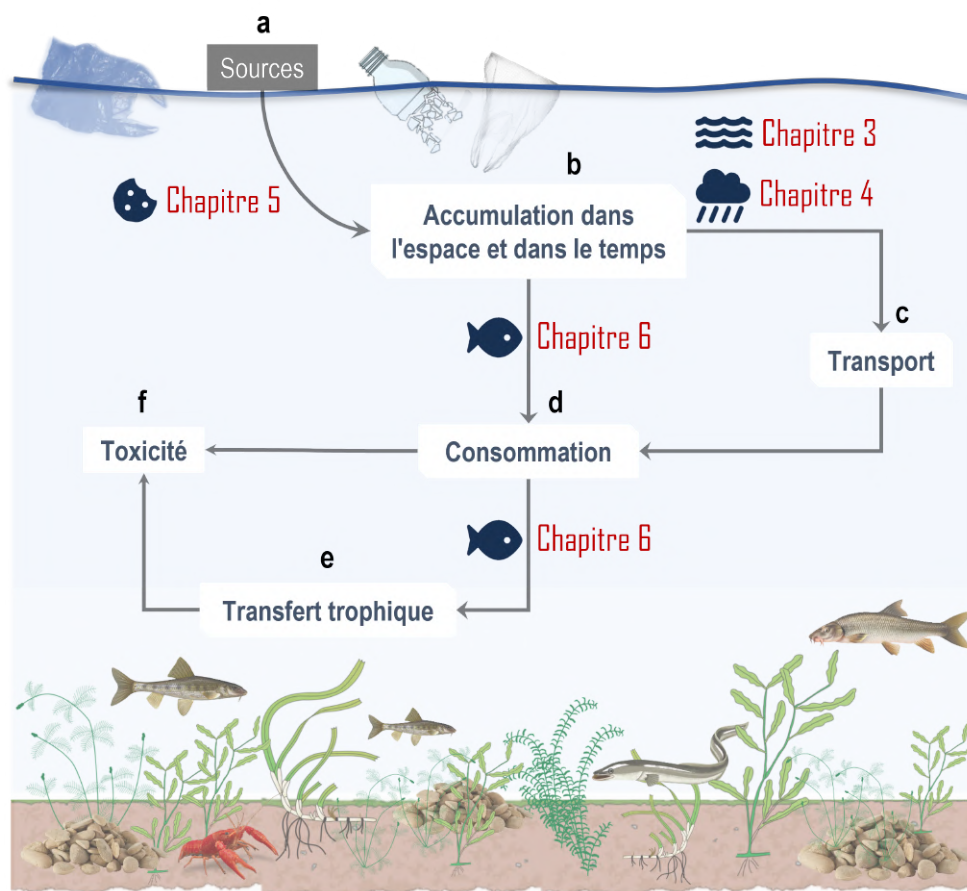 a
Sources
Chapitre 3
b
Chapitre 5
Chapitre 4
Accumulation dans
l'espace et dans le temps
c
Chapitre 6
Transport
f
d
Toxicité
Consommation
Chapitre 6
e
Transfert trophique